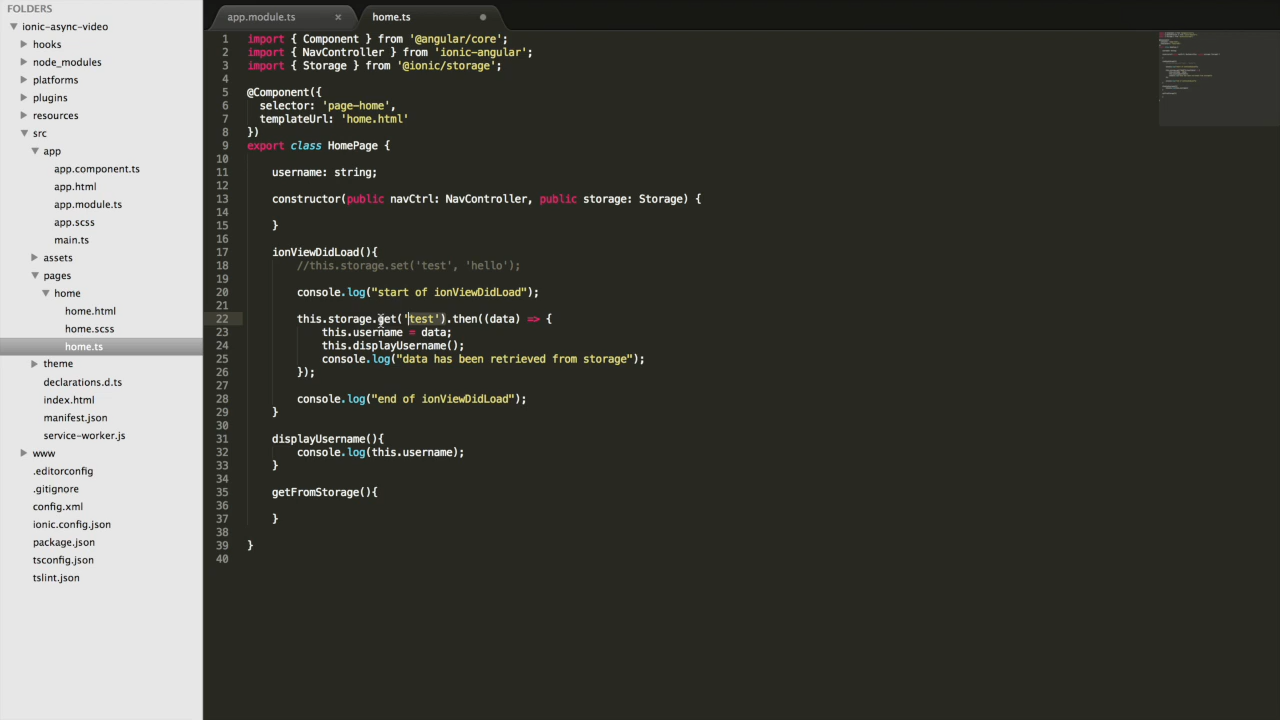 FOLDERS
ionic-async-video
hooks
node_modules
platforms
plugins
resources
src
app
app.component.ts
app.html
app.module.ts
app.scss
main.ts
assets
pages
home
home.html
home.scss
home.ts
theme
declarations.d.ts
index.html
manifest.json
service-worker.js
www
.editorconfig
.gitignore
config.xml
ionic.config.json
package.json
tsconfig.json
tslint.json
app.module.ts ×
home.ts
1 import { Component } from '@angular/core';
2 import { NavController } from 'ionic-angular';
3 import { Storage } from '@ionic/storage';
4
5 @Component({
6 selector: 'page-home',
7 templateUrl: 'home.html'
8 })
9 export class HomePage {
10
11 username: string;
12
13 constructor(public navCtrl: NavController, public storage: Storage) {
14
15 }
16
17 ionViewDidLoad(){
18 //this.storage.set('test', 'hello');
19
20 console.log("start of ionViewDidLoad");
21
22 this.storage.get('test').then((data) => {
23 this.username = data;
24 this.displayUsername();
25 console.log("data has been retrieved from storage");
26 });
27
28 console.log("end of ionViewDidLoad");
29 }
30
31 displayUsername(){
32 console.log(this.username);
33 }
34
35 getFromStorage(){
36
37 }
38
39 }
40